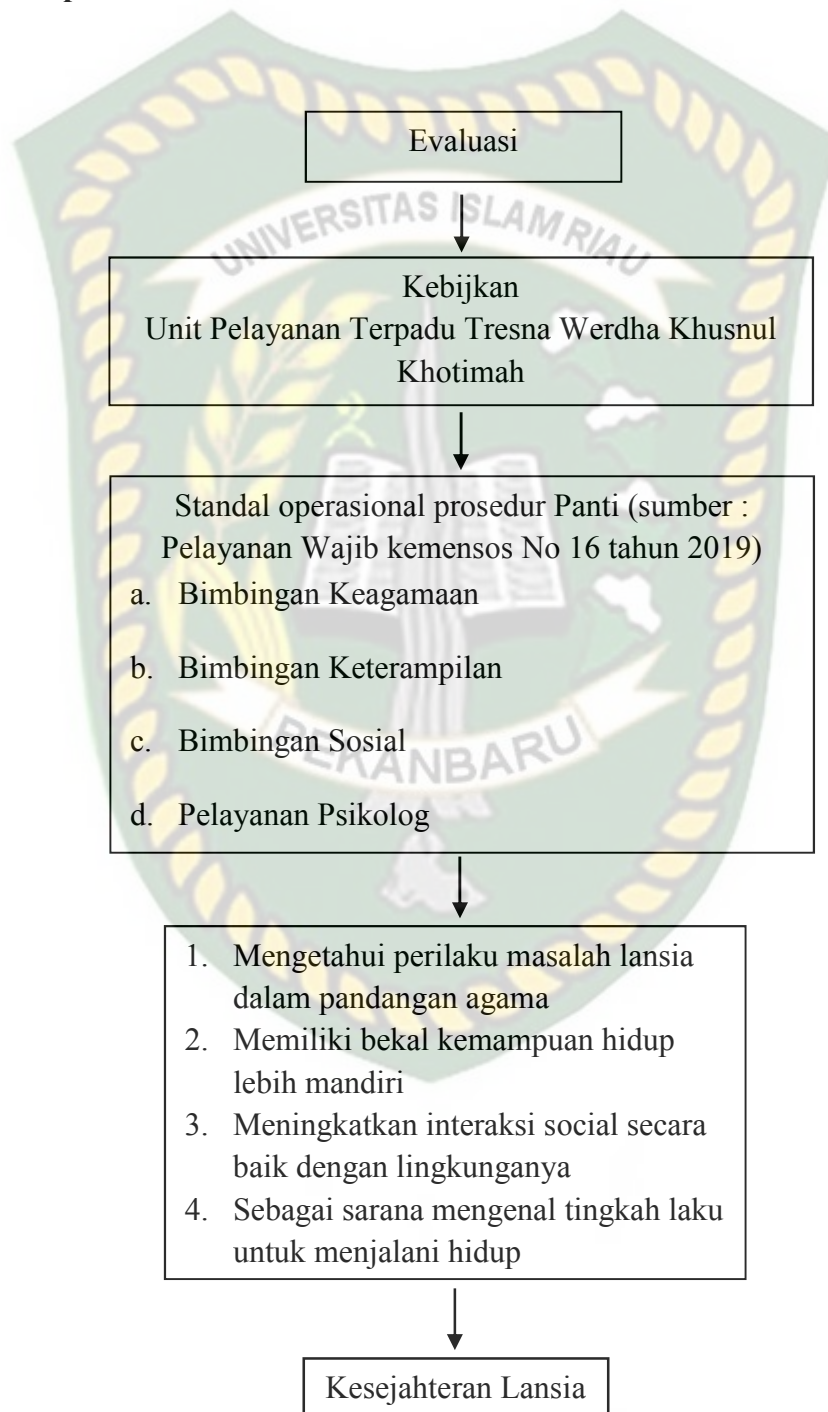 UNIVERSITAS ISLAM RIAU
Evaluasi
Kebijkan
Unit Pelayanan Terpadu Tresna Werdha Khusnul
Khotimah
Standal operasional prosedur Panti (sumber :
Pelayanan Wajib kemensos No 16 tahun 2019)
a. Bimbingan Keagamaan
b. Bimbingan Keterampilan
c. Bimbingan Sosial
d. Pelayanan Psikolog
PEKANBARU
1. Mengetahui perilaku masalah lansia
dalam pandangan agama
2. Memiliki bekal kemampuan hidup
lebih mandiri
3. Meningkatkan interaksi social secara
baik dengan lingkunganya
4. Sebagai sarana mengenal tingkah laku
untuk menjalani hidup
Kesejahteran Lansia